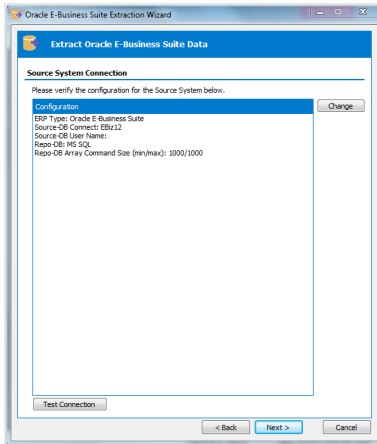 Oracle E-Business Suite Extraction Wizard
Extract Oracle E-Business Suite Data
Source System Connection
Please verify the configuration for the Source System below.
Configuration
Change
ERP Type: Oracle E-Business Suite
Source-DB Connect: EBiz12
Source-DB User Name:
Repo-DB: MS SQL
Repo-DB Array Command Size (min/max): 1000/1000
Test Connection
< Back Next > Cancel